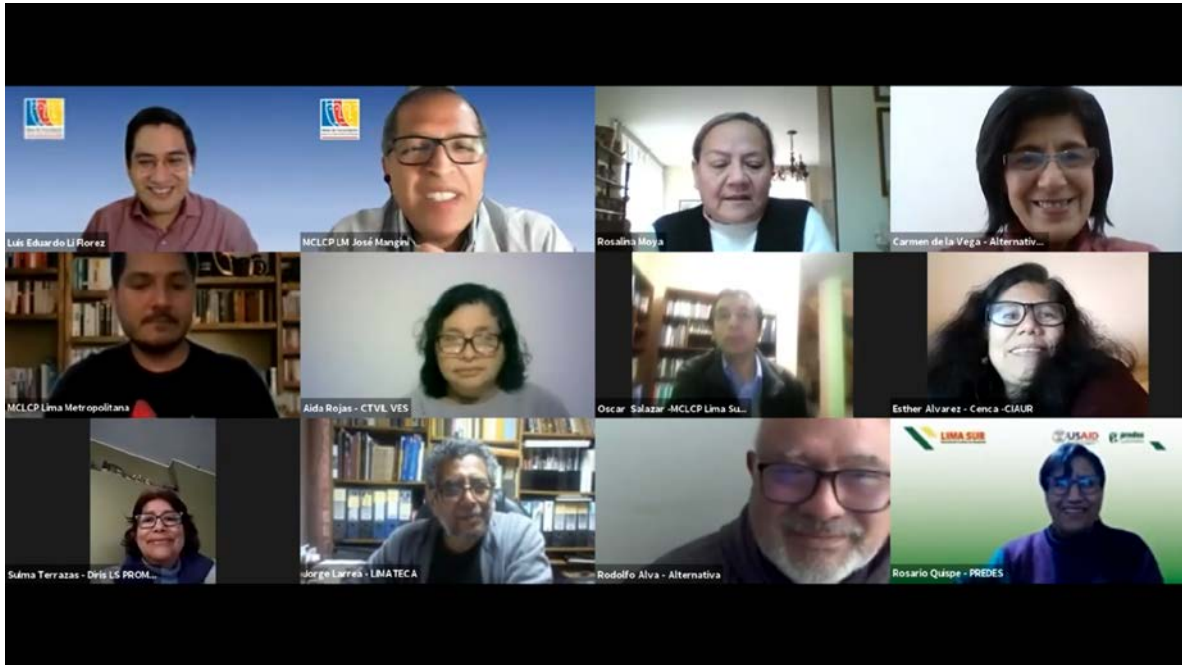 Luis Eduardo Li Florez
MCLCP LM José Mangini
Rosalina Moya
Carmen de la Vega - Alternativ...
MCLCP Lima Metropolitana
Aida Rojas - CTVIL VES
Oscar Salazar -MCLCP Lima Su...
Esther Alvarez - Cenca -CIAUR
LIMA SUR
USAID
predes
Sulma Terrazas - Diris LS PROM...
Jorge Larrea - LIMATECA
Rodolfo Alva - Alternativa
Rosario Quispe - PREDES